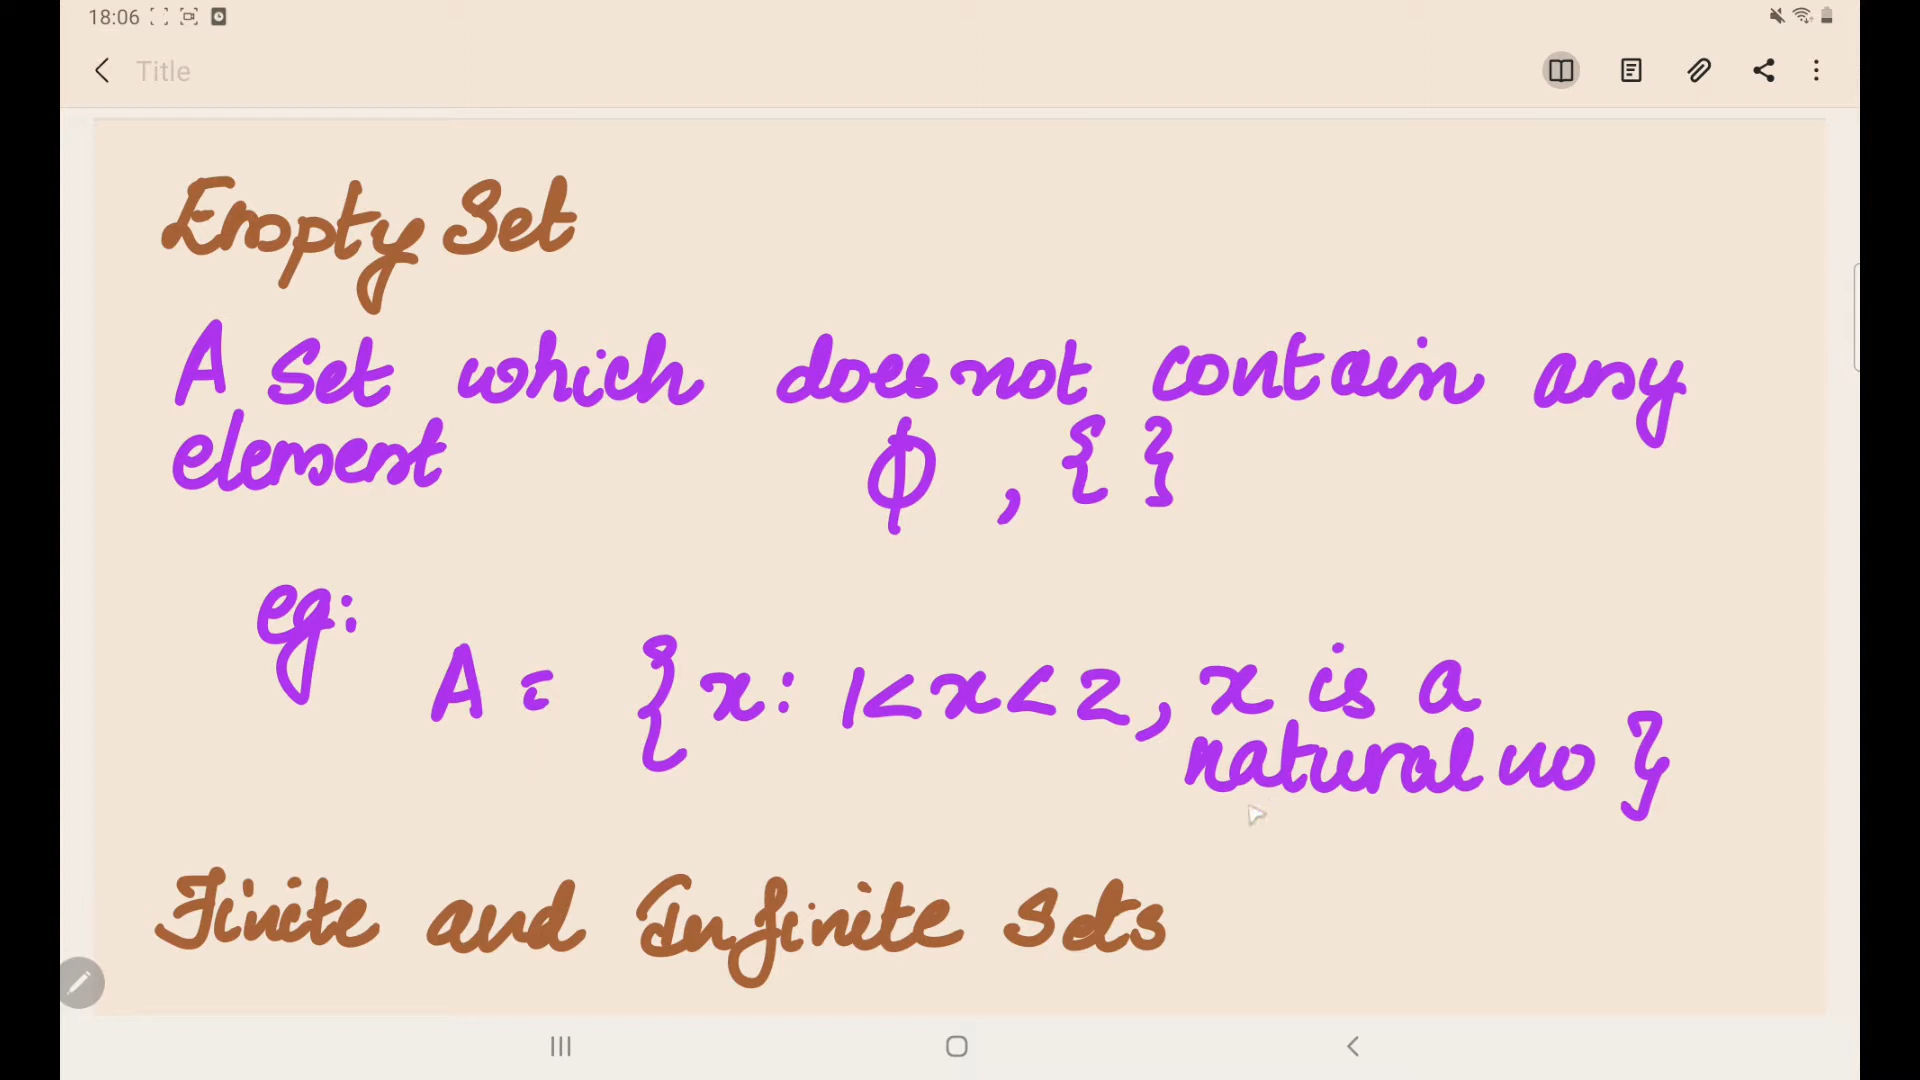 18:06
Title
Empty Set
A Set which does not contain any
element ϕ , { }
eg:
A = { x : 1 < x < 2 , x is a
natural no }
Finite and Infinite Sets